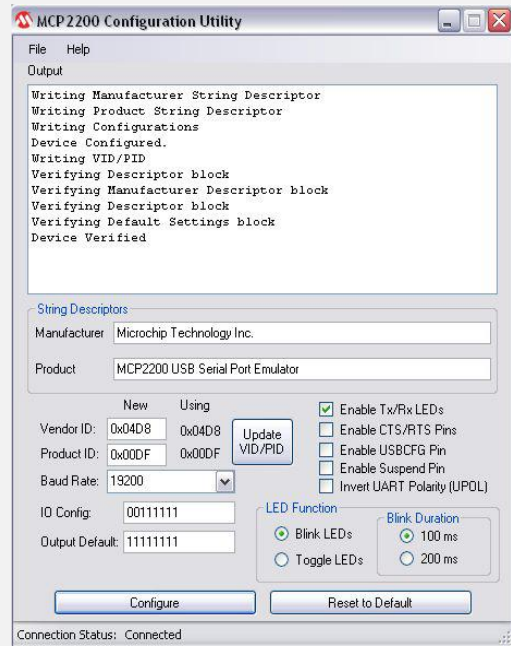 MCP2200 Configuration Utility
File Help
Output
Writing Manufacturer String Descriptor
Writing Product String Descriptor
Writing Configurations
Device Configured.
Writing VID/PID
Verifying Descriptor block
Verifying Manufacturer Descriptor block
Verifying Descriptor block
Verifying Default Settings block
Device Verified
String Descriptors
Manufacturer Microchip Technology Inc.
Product MCP2200 USB Serial Port Emulator
New Using
Vendor ID: 0x04D8 0x04D8
Product ID: 0x00DF 0x00DF
Update VID/PID
Baud Rate: 19200
IO Config: 00111111
Output Default: 11111111
Enable Tx/Rx LEDs
Enable CTS/RTS Pins
Enable USBCFG Pin
Enable Suspend Pin
Invert UART Polarity (UPOL)
LED Function
Blink LEDs
Toggle LEDs
Blink Duration
100 ms
200 ms
Configure Reset to Default
Connection Status: Connected